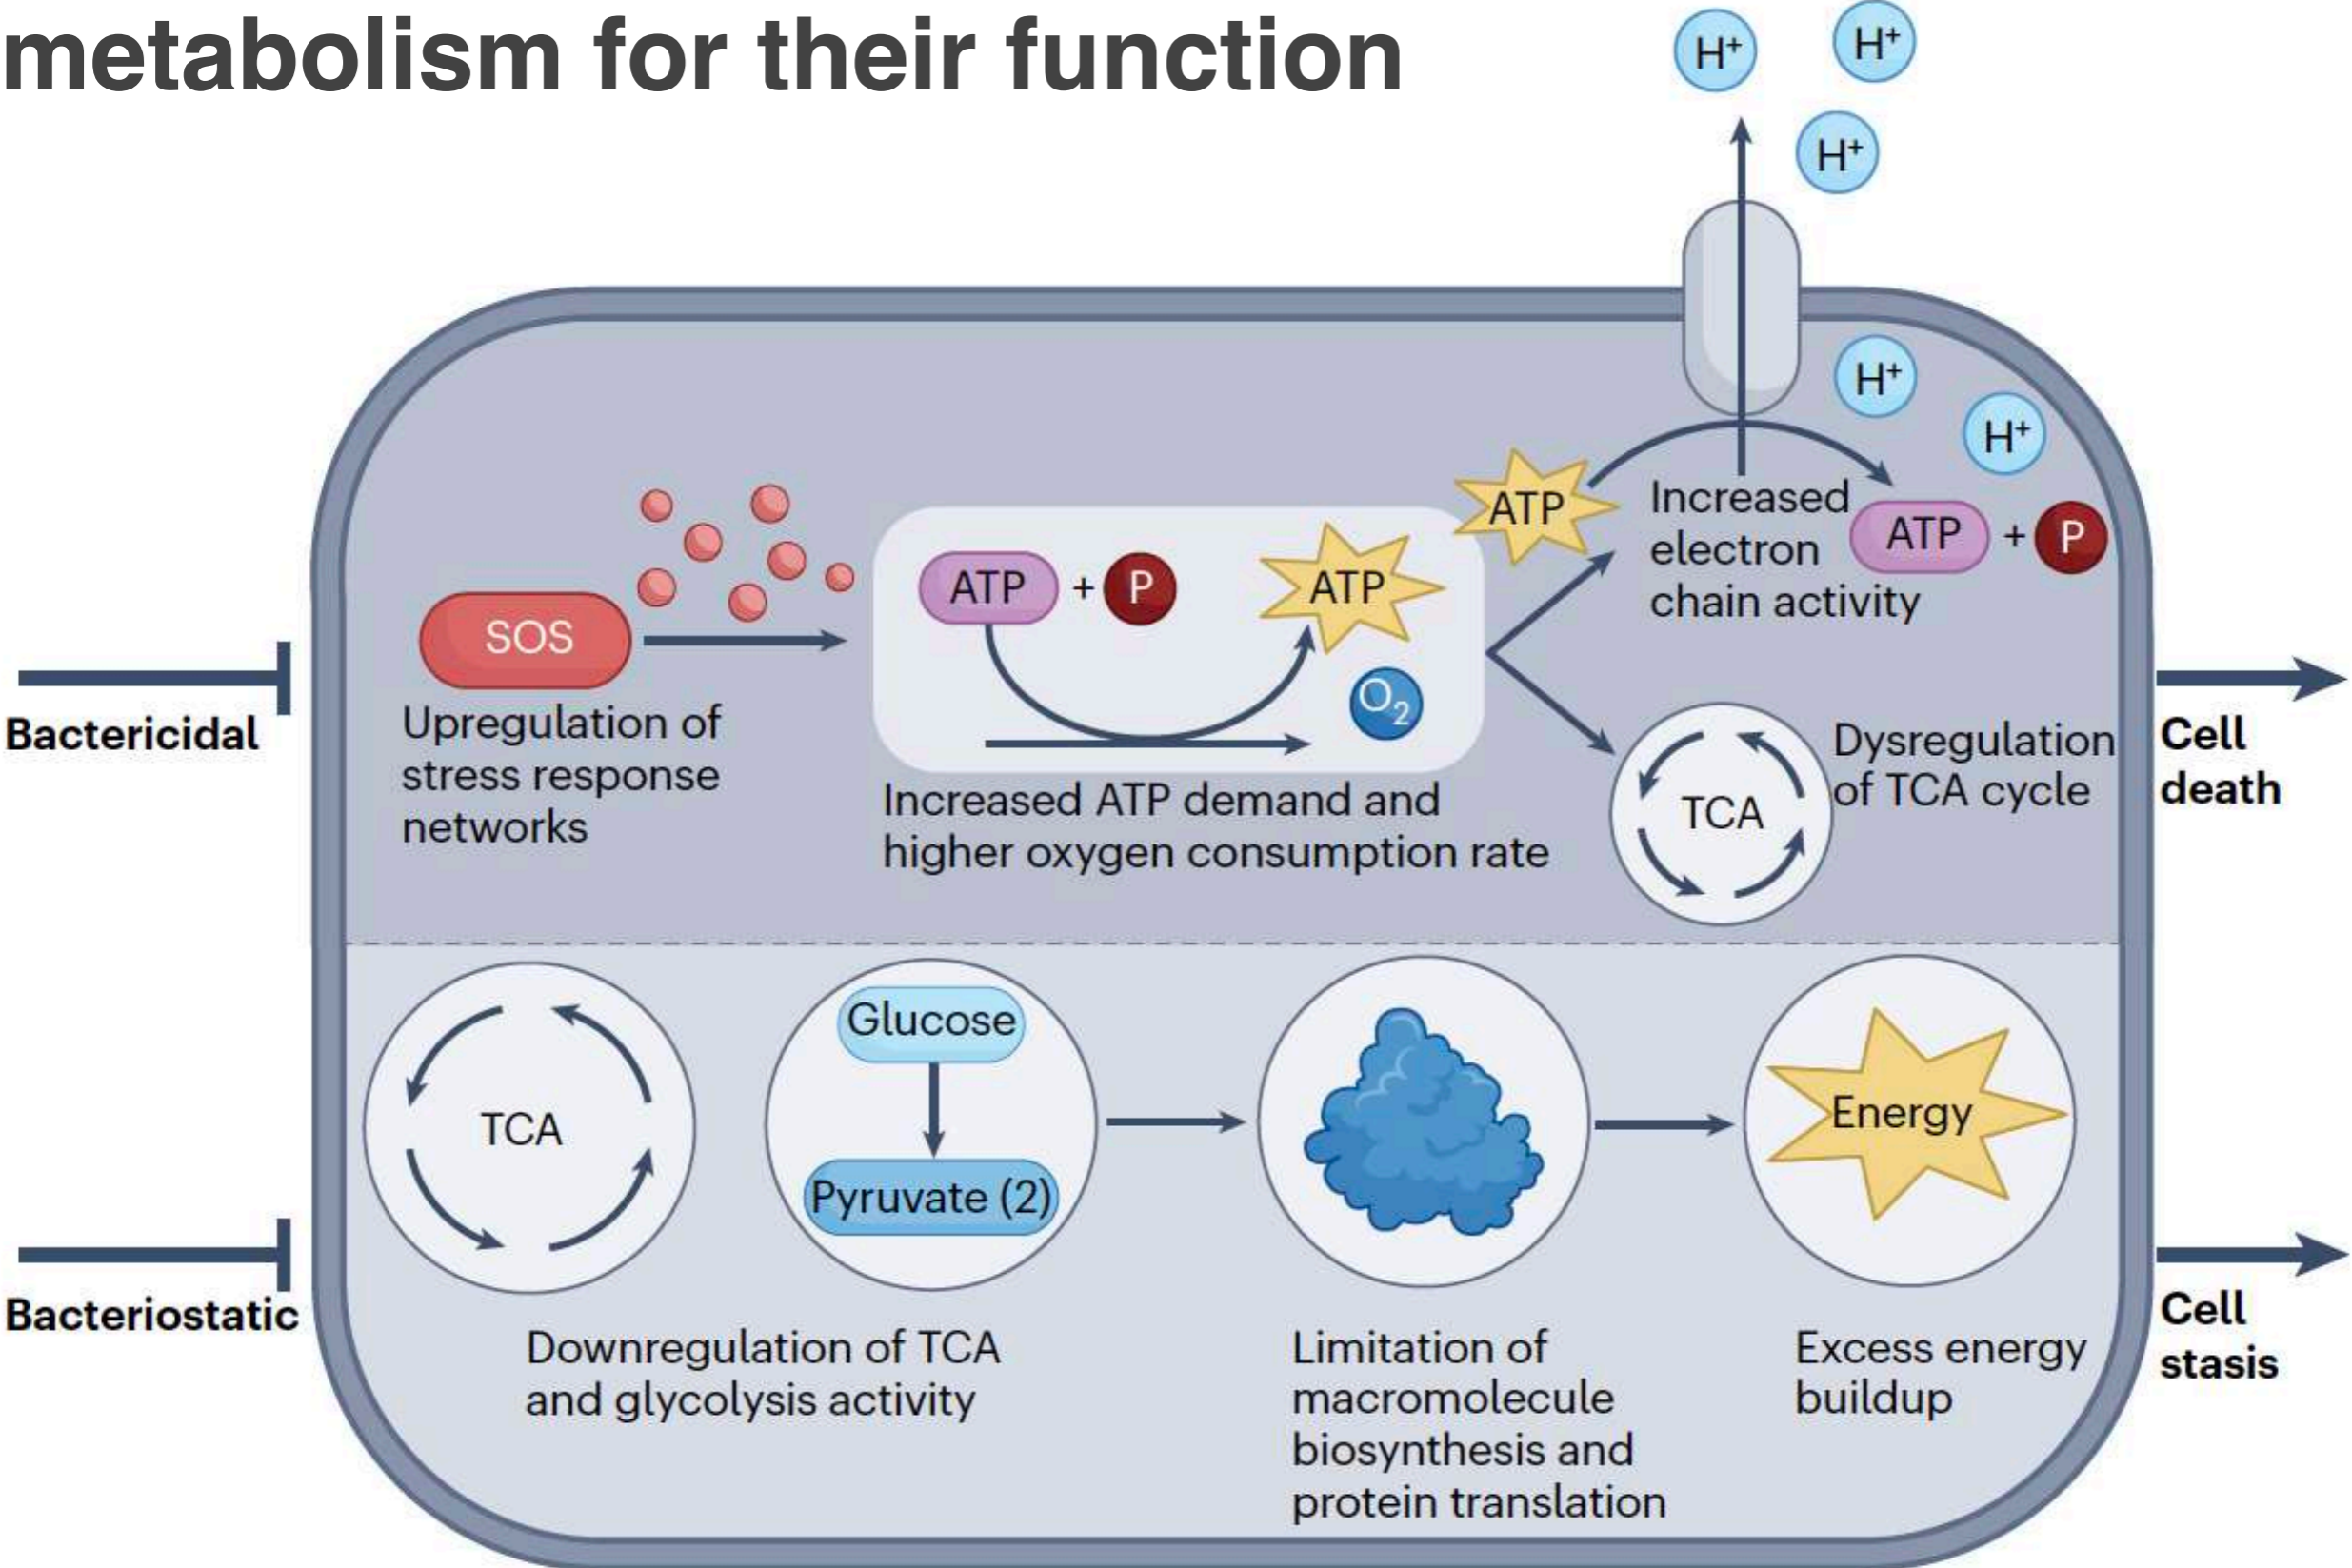 metabolism for their function
H+
H+
H+
H+
H+
ATP
Increased
electron
chain activity
ATP + P
ATP + P
ATP
O2
SOS
Upregulation of
stress response
networks
Increased ATP demand and
higher oxygen consumption rate
TCA
Dysregulation
of TCA cycle
Bactericidal
Cell
death
TCA
Glucose
Pyruvate (2)
Energy
Bacteriostatic
Downregulation of TCA
and glycolysis activity
Limitation of
macromolecule
biosynthesis and
protein translation
Excess energy
buildup
Cell
stasis